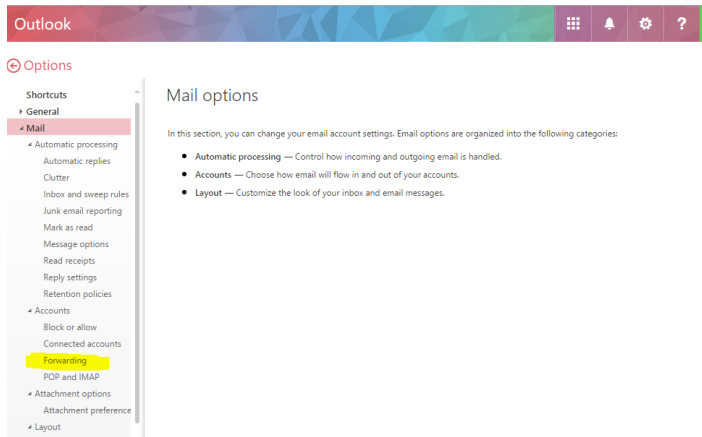 Outlook
?
Options
Shortcuts
General
Mail
Automatic processing
Automatic replies
Clutter
Inbox and sweep rules
Junk email reporting
Mark as read
Message options
Read receipts
Reply settings
Retention policies
Accounts
Block or allow
Connected accounts
Forwarding
POP and IMAP
Attachment options
Attachment preference
Layout
Mail options
In this section, you can change your email account settings. Email options are organized into the following categories:
• Automatic processing — Control how incoming and outgoing email is handled.
• Accounts — Choose how email will flow in and out of your accounts.
• Layout — Customize the look of your inbox and email messages.